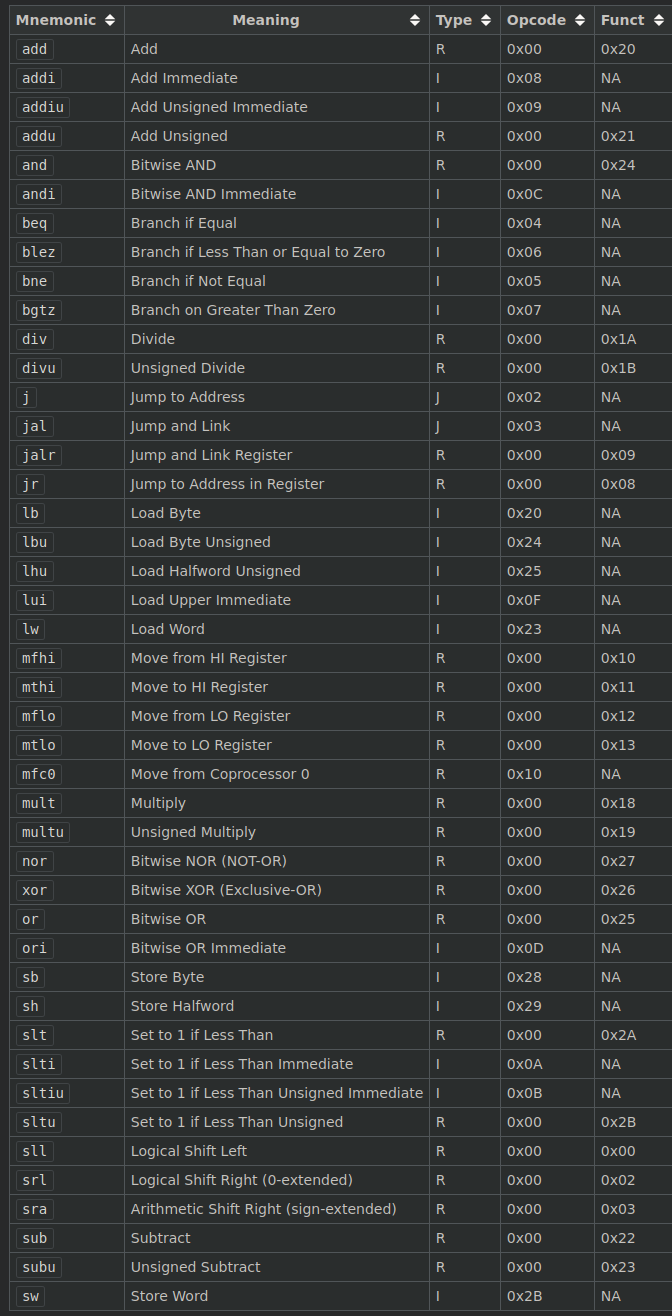 Mnemonic Meaning Type Opcode Funct
add Add R 0x00 0x20
addi Add Immediate I 0x08 NA
addiu Add Unsigned Immediate I 0x09 NA
addu Add Unsigned R 0x00 0x21
and Bitwise AND R 0x00 0x24
andi Bitwise AND Immediate I 0x0C NA
beq Branch if Equal I 0x04 NA
blez Branch if Less Than or Equal to Zero I 0x06 NA
bne Branch if Not Equal I 0x05 NA
bgtz Branch on Greater Than Zero I 0x07 NA
div Divide R 0x00 0x1A
divu Unsigned Divide R 0x00 0x1B
j Jump to Address J 0x02 NA
jal Jump and Link J 0x03 NA
jalr Jump and Link Register R 0x00 0x09
jr Jump to Address in Register R 0x00 0x08
lb Load Byte I 0x20 NA
lbu Load Byte Unsigned I 0x24 NA
lhu Load Halfword Unsigned I 0x25 NA
lui Load Upper Immediate I 0x0F NA
lw Load Word I 0x23 NA
mfhi Move from HI Register R 0x00 0x10
mthi Move to HI Register R 0x00 0x11
mflo Move from LO Register R 0x00 0x12
mtlo Move to LO Register R 0x00 0x13
mfc0 Move from Coprocessor 0 R 0x10 NA
mult Multiply R 0x00 0x18
multu Unsigned Multiply R 0x00 0x19
nor Bitwise NOR (NOT-OR) R 0x00 0x27
xor Bitwise XOR (Exclusive-OR) R 0x00 0x26
or Bitwise OR R 0x00 0x25
ori Bitwise OR Immediate I 0x0D NA
sb Store Byte I 0x28 NA
sh Store Halfword I 0x29 NA
slt Set to 1 if Less Than R 0x00 0x2A
slti Set to 1 if Less Than Immediate I 0x0A NA
sltiu Set to 1 if Less Than Unsigned Immediate I 0x0B NA
sltu Set to 1 if Less Than Unsigned R 0x00 0x2B
sll Logical Shift Left R 0x00 0x00
srl Logical Shift Right (0-extended) R 0x00 0x02
sra Arithmetic Shift Right (sign-extended) R 0x00 0x03
sub Subtract R 0x00 0x22
subu Unsigned Subtract R 0x00 0x23
sw Store Word I 0x2B NA